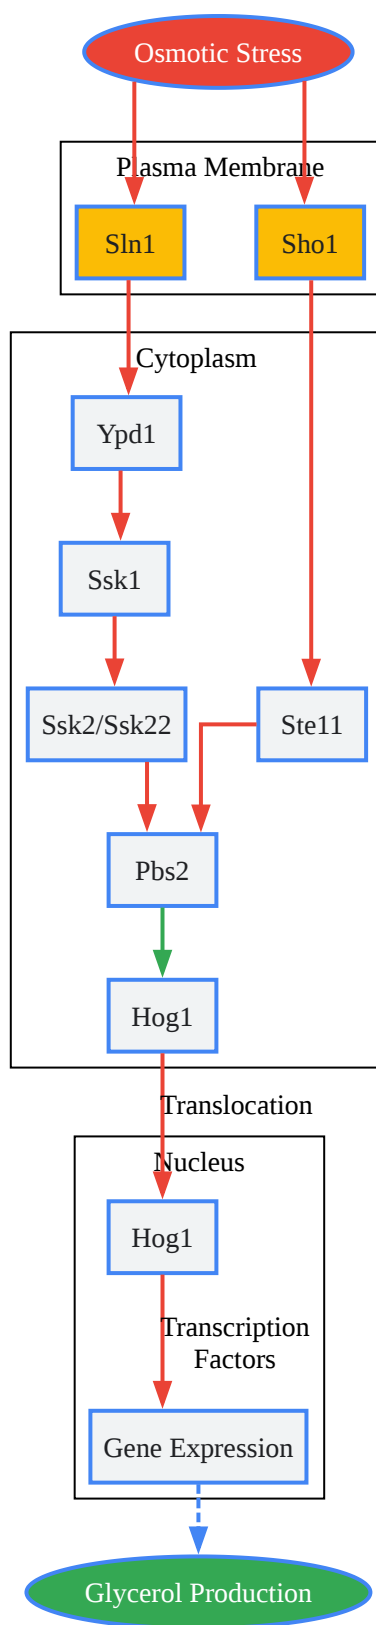 Osmotic Stress
Plasma Membrane
Sln1
Sho1
Cytoplasm
Ypd1
Ssk1
Ssk2/Ssk22
Ste11
Pbs2
Hog1
Translocation
Nucleus
Hog1
Transcription
Factors
Gene Expression
Glycerol Production